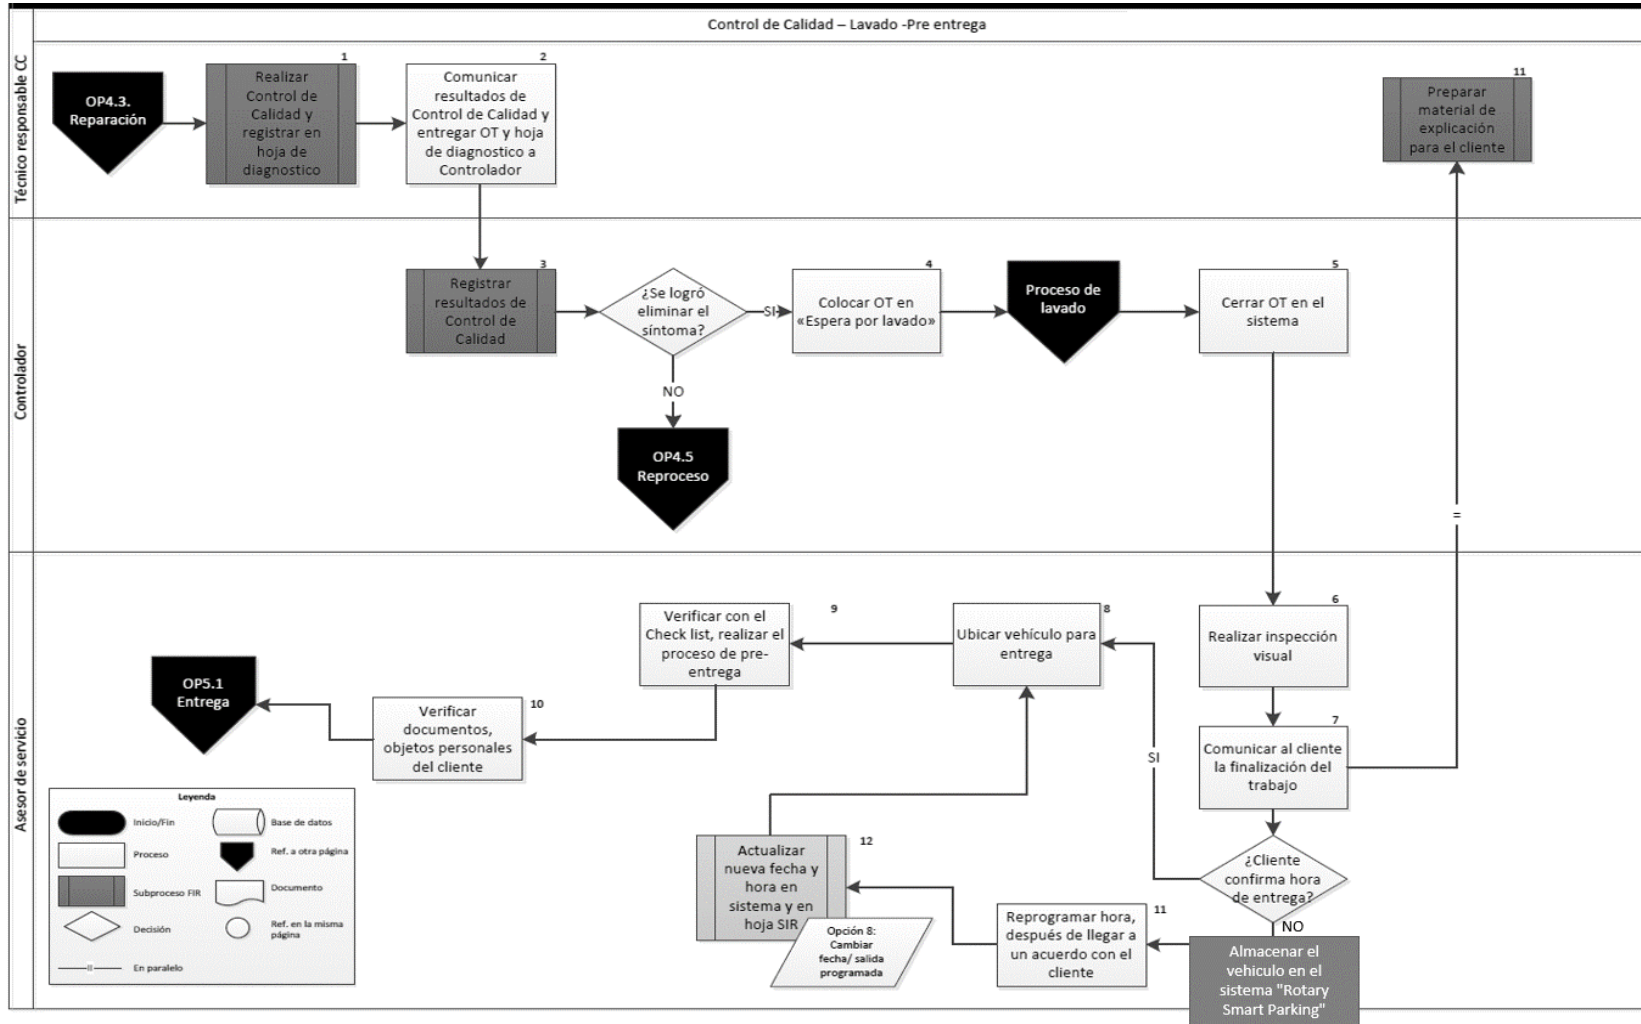 Control de Calidad – Lavado -Pre entrega
Técnico responsable CC
OP4.3.
Reparación
1
Realizar
Control de
Calidad y
registrar en
hoja de
diagnostico
2
Comunicar
resultados de
Control de Calidad y
entregar OT y hoja
de diagnostico a
Controlador
11
Preparar
material de
explicación
para el cliente
Controlador
3
Registrar
resultados de
Control de
Calidad
¿Se logró
eliminar el
síntoma?
SI
NO
OP4.5
Reproceso
4
Colocar OT en
«Espera por lavado»
Proceso de
lavado
5
Cerrar OT en el
sistema
=
Asesor de servicio
6
Realizar inspección
visual
7
Comunicar al cliente
la finalización del
trabajo
¿Cliente
confirma hora
de entrega?
SI
NO
8
Ubicar vehículo para
entrega
9
Verificar con el
Check list, realizar el
proceso de pre-
entrega
10
Verificar
documentos,
objetos personales
del cliente
OP5.1
Entrega
Almacenar el
vehiculo en el
sistema "Rotary
Smart Parking"
11
Reprogramar hora,
después de llegar a
un acuerdo con el
cliente
12
Actualizar
nueva fecha y
hora en
sistema y en
hoja SIR
Opción 8:
Cambiar
fecha/ salida
programada
Leyenda
Inicio/Fin
Base de datos
Proceso
Ref. a otra página
Subproceso FIR
Documento
Decisión
Ref. en la misma
página
En paralelo